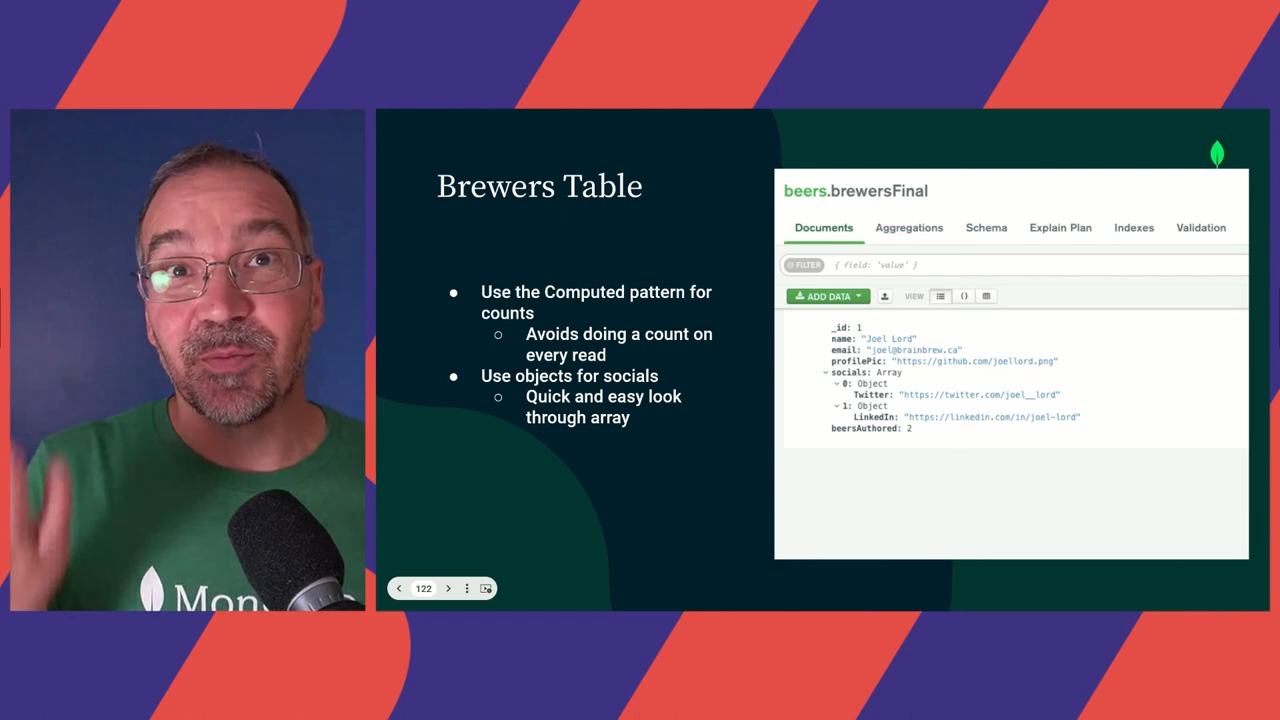 Brewers Table
● Use the Computed pattern for
counts
○ Avoids doing a count on
every read
● Use objects for socials
○ Quick and easy look
through array
beers.brewersFinal
Documents Aggregations Schema Explain Plan Indexes Validation
FILTER { field: 'value' }
ADD DATA VIEW {}
_id: 1
name: "Joel Lord"
email: "joel@brainbrew.ca"
profilePic: "https://github.com/joellord.png"
socials: Array
0: Object
Twitter: "https://twitter.com/joel__lord"
1: Object
LinkedIn: "https://linkedin.com/in/joel-lord"
beersAuthored: 2
122